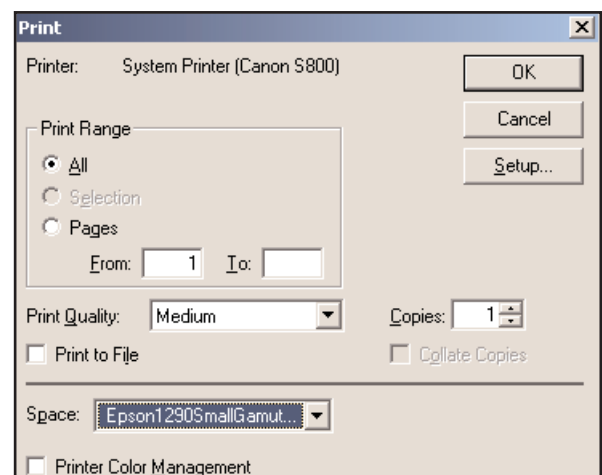 Print
Printer: System Printer (Canon S800)
OK
Cancel
Setup...
Print Range
All
Selection
Pages
From: 1 To:
Print Quality: Medium
Copies: 1
Print to File
Collate Copies
Space: Epson1290SmallGamut...
Printer Color Management